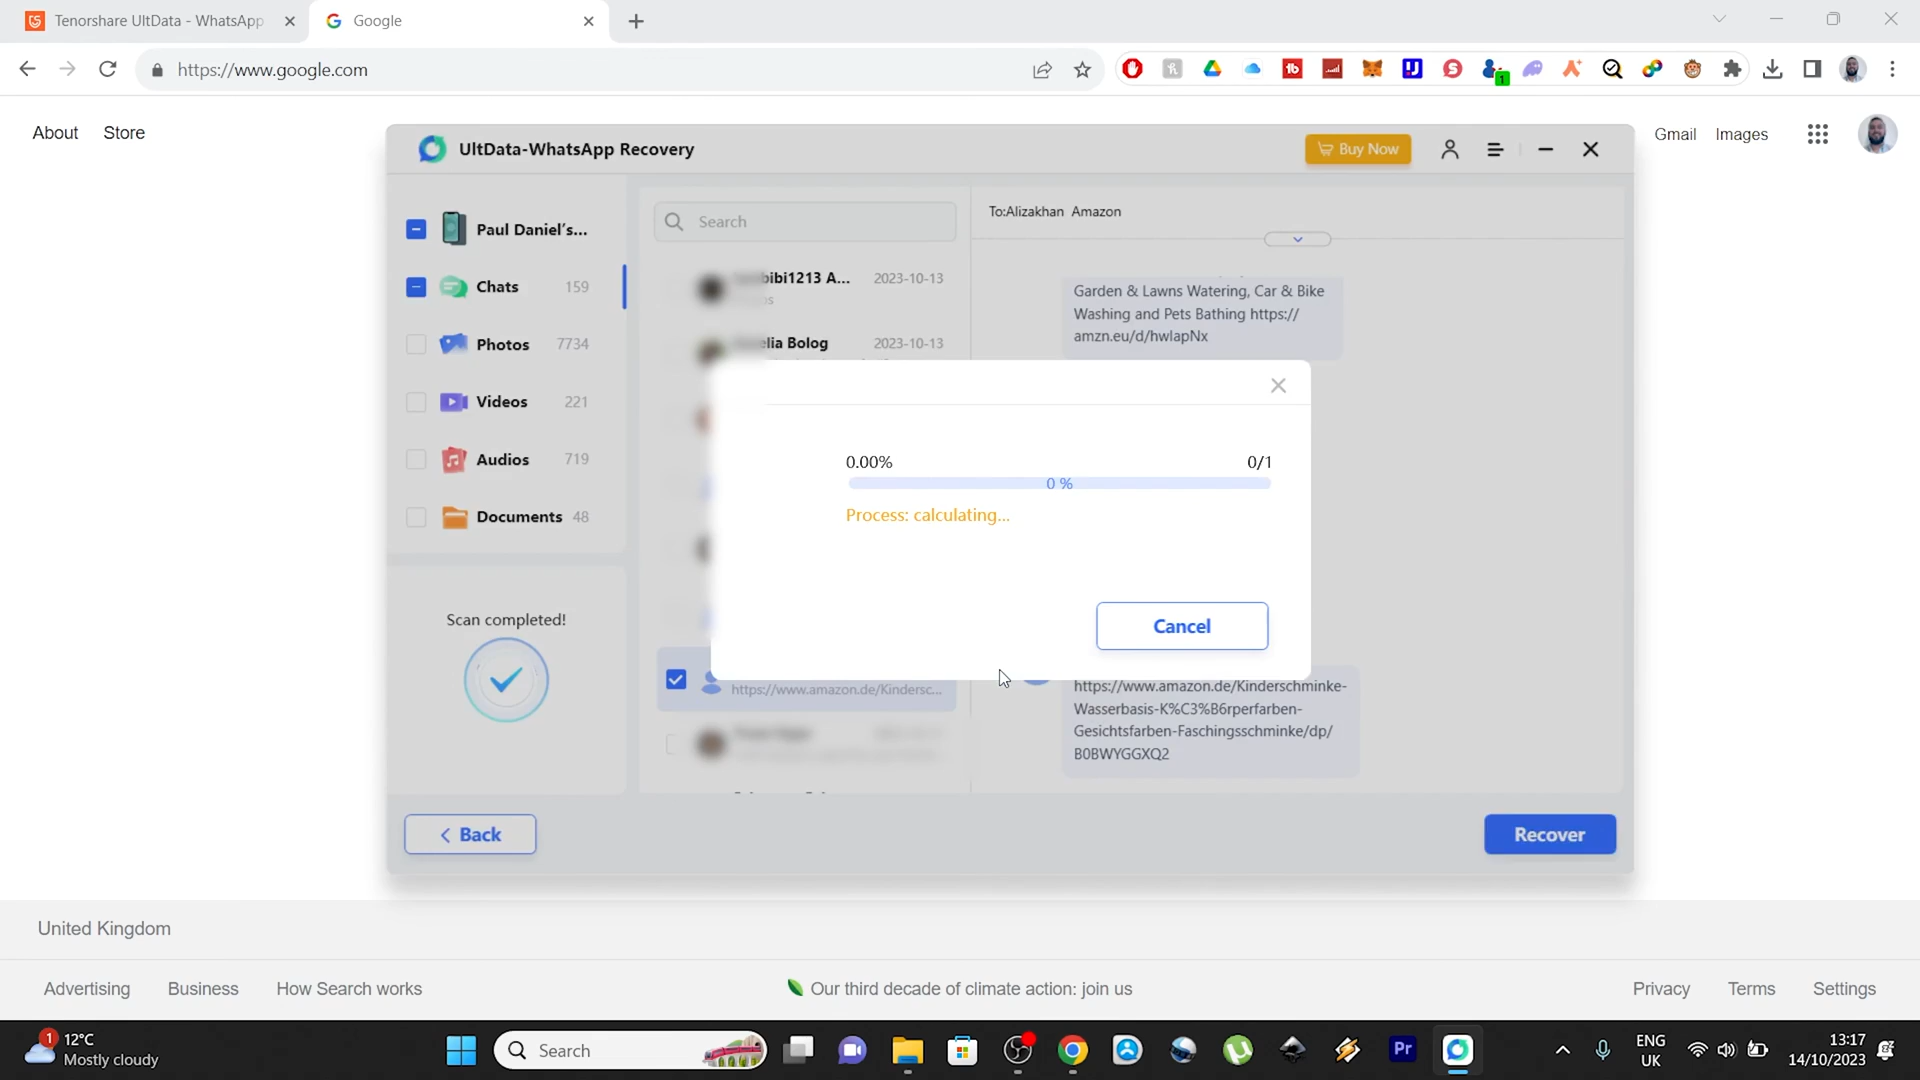 Tenorshare UltData - WhatsApp
Google
https://www.google.com
1
About
Store
Gmail
Images
UltData-WhatsApp Recovery
Buy Now
Paul Daniel's...
Chats 159
Photos 7734
Videos 221
Audios 719
Documents 48
Scan completed!
Search
bibi1213 A... 2023-10-13
elia Bolog 2023-10-13
https://www.amazon.de/Kindersc...
To:Alizakhan Amazon
Garden & Lawns Watering, Car & Bike
Washing and Pets Bathing https://
amzn.eu/d/hwIapNx
0.00% 0/1
0 %
Process: calculating...
Cancel
https://www.amazon.de/Kinderschminke-
Wasserbasis-K%C3%B6rperfarben-
Gesichtsfarben-Faschingsschminke/dp/
B0BWYGGXQ2
Back
Recover
United Kingdom
Advertising
Business
How Search works
Our third decade of climate action: join us
Privacy
Terms
Settings
1
12°C
Mostly cloudy
Search
Pr
ENG
UK
13:17
14/10/2023